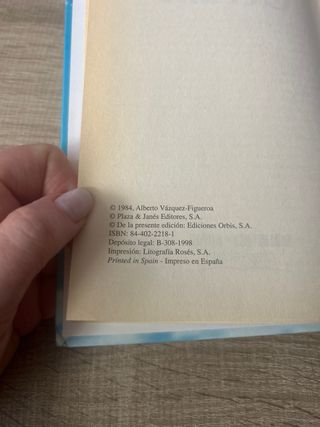 © 1984, Alberto Vázquez-Figueroa
© Plaza & Janés Editores, S.A.
© De la presente edición: Ediciones Orbis, S.A.
ISBN: 84-402-2218-1
Depósito legal: B-308-1998
Impresión: Litografía Rosés, S.A.
Printed in Spain - Impreso en España